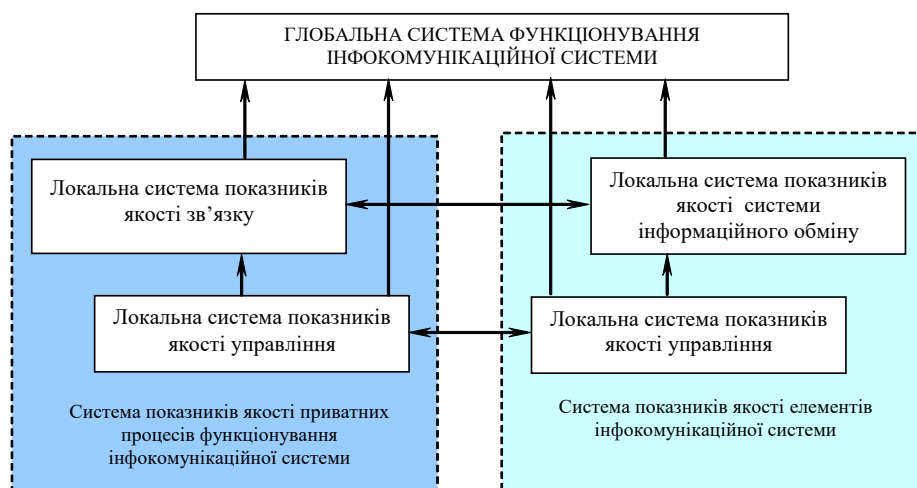 ГЛОБАЛЬНА СИСТЕМА ФУНКЦІОНУВАННЯ
ІНФОКОМУНІКАЦІЙНОЇ СИСТЕМИ
Локальна система показників
якості зв’язку
Локальна система показників
якості системи
інформаційного обміну
Локальна система показників
якості управління
Локальна система показників
якості управління
Система показників якості приватних
процесів функціонування
інфокомунікаційної системи
Система показників якості елементів
інфокомунікаційної системи